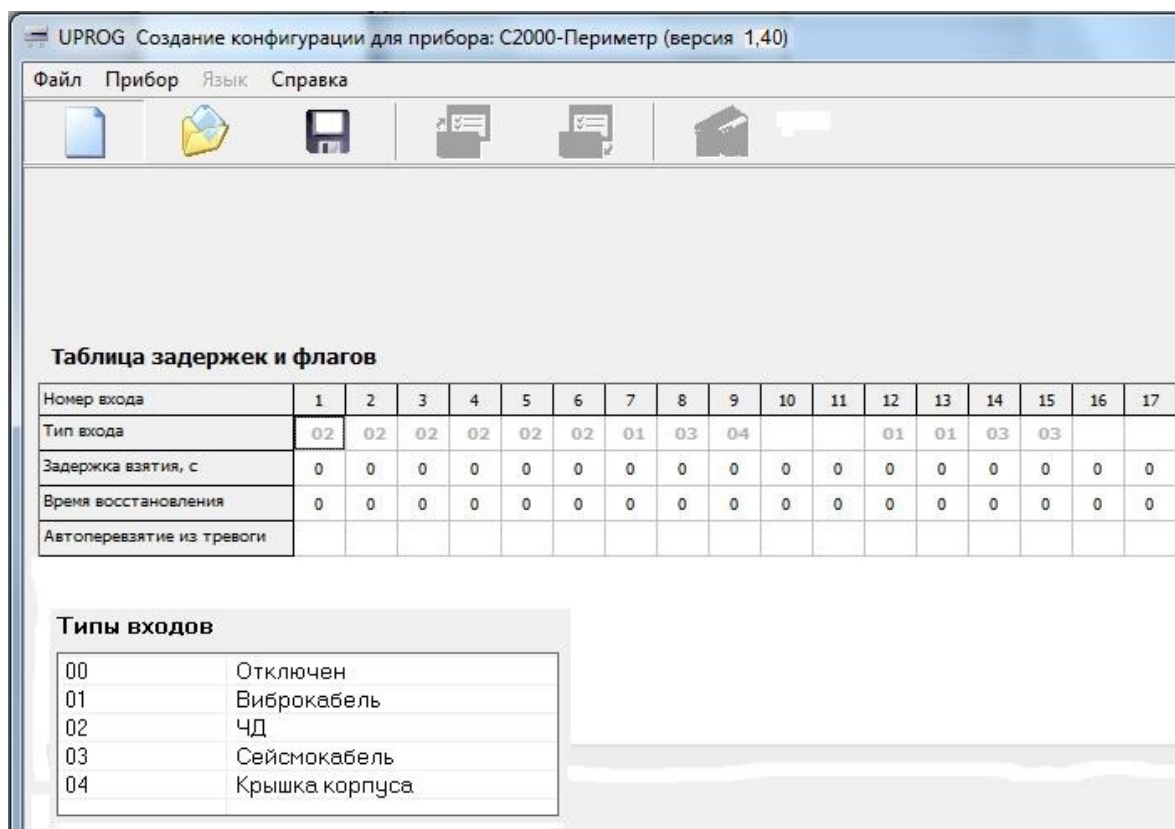 UPROG Создание конфигурации для прибора: С2000-Периметр (версия 1,40)
Файл Прибор Язык Справка
Таблица задержек и флагов
Номер входа 1 2 3 4 5 6 7 8 9 10 11 12 13 14 15 16 17
Тип входа 02 02 02 02 02 02 01 03 04 01 01 03 03
Задержка взятия, с 0 0 0 0 0 0 0 0 0 0 0 0 0 0 0 0 0
Время восстановления 0 0 0 0 0 0 0 0 0 0 0 0 0 0 0 0 0
Автоперевзятие из тревоги
Типы входов
00 Отключен
01 Виброкабель
02 ЧД
03 Сейсмокабель
04 Крышка корпуса